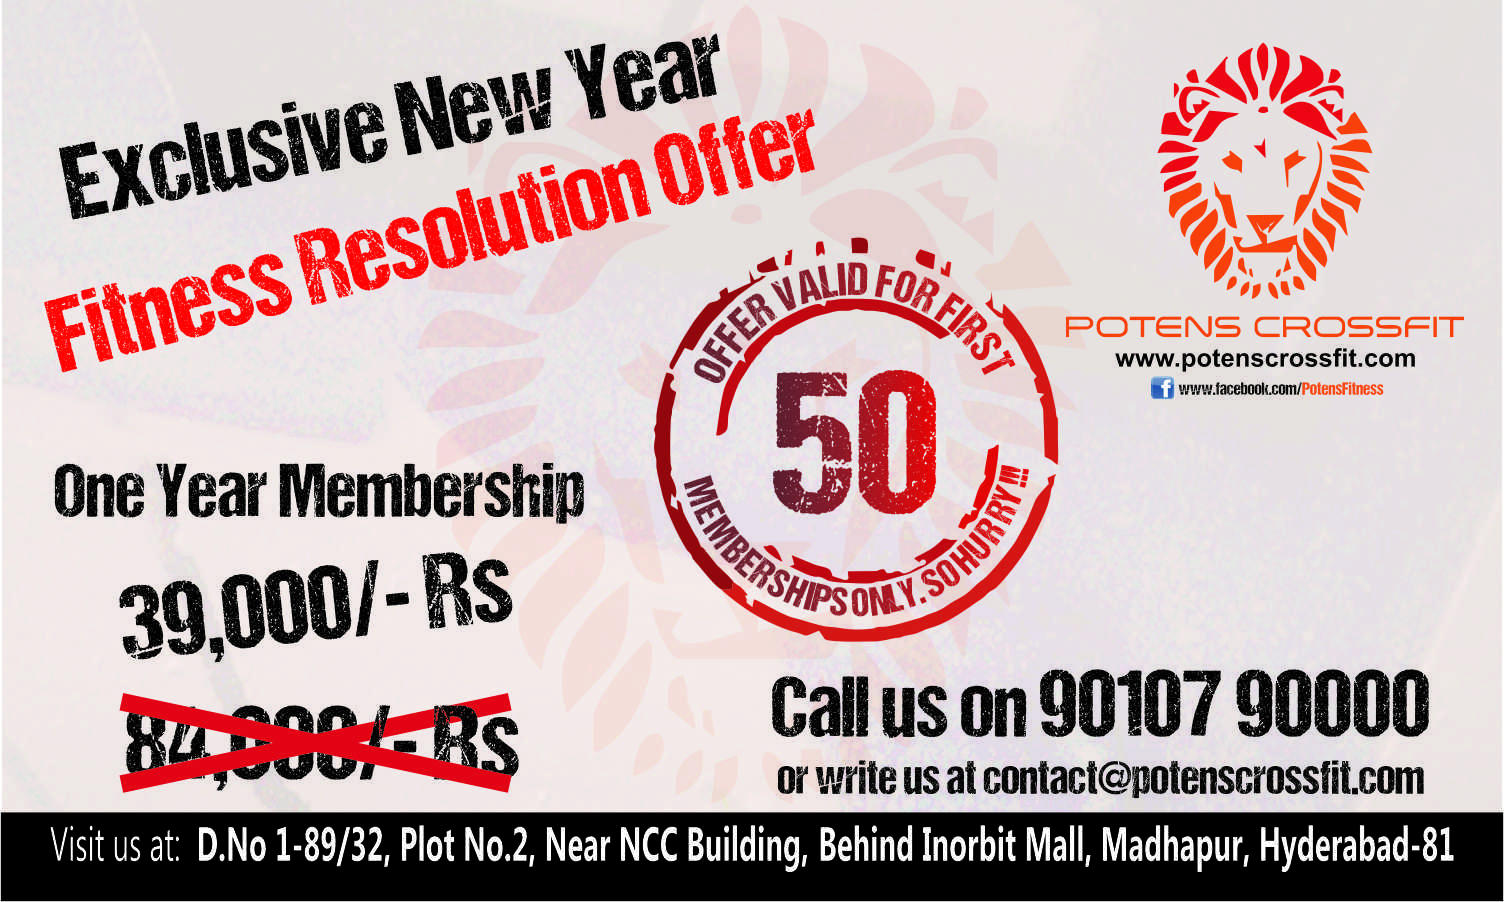 Exclusive New Year
Fitness Resolution Offer
POTENS CROSSFIT
www.potenscrossfit.com
f www.facebook.com/PotensFitness
OFFER VALID FOR FIRST
50
MEMBERSHIPS ONLY. SO HURRY!!!
One Year Membership
39,000/- Rs
84,000/- Rs
Call us on 90107 90000
or write us at contact@potenscrossfit.com
Visit us at: D.No 1-89/32, Plot No.2, Near NCC Building, Behind Inorbit Mall, Madhapur, Hyderabad-81